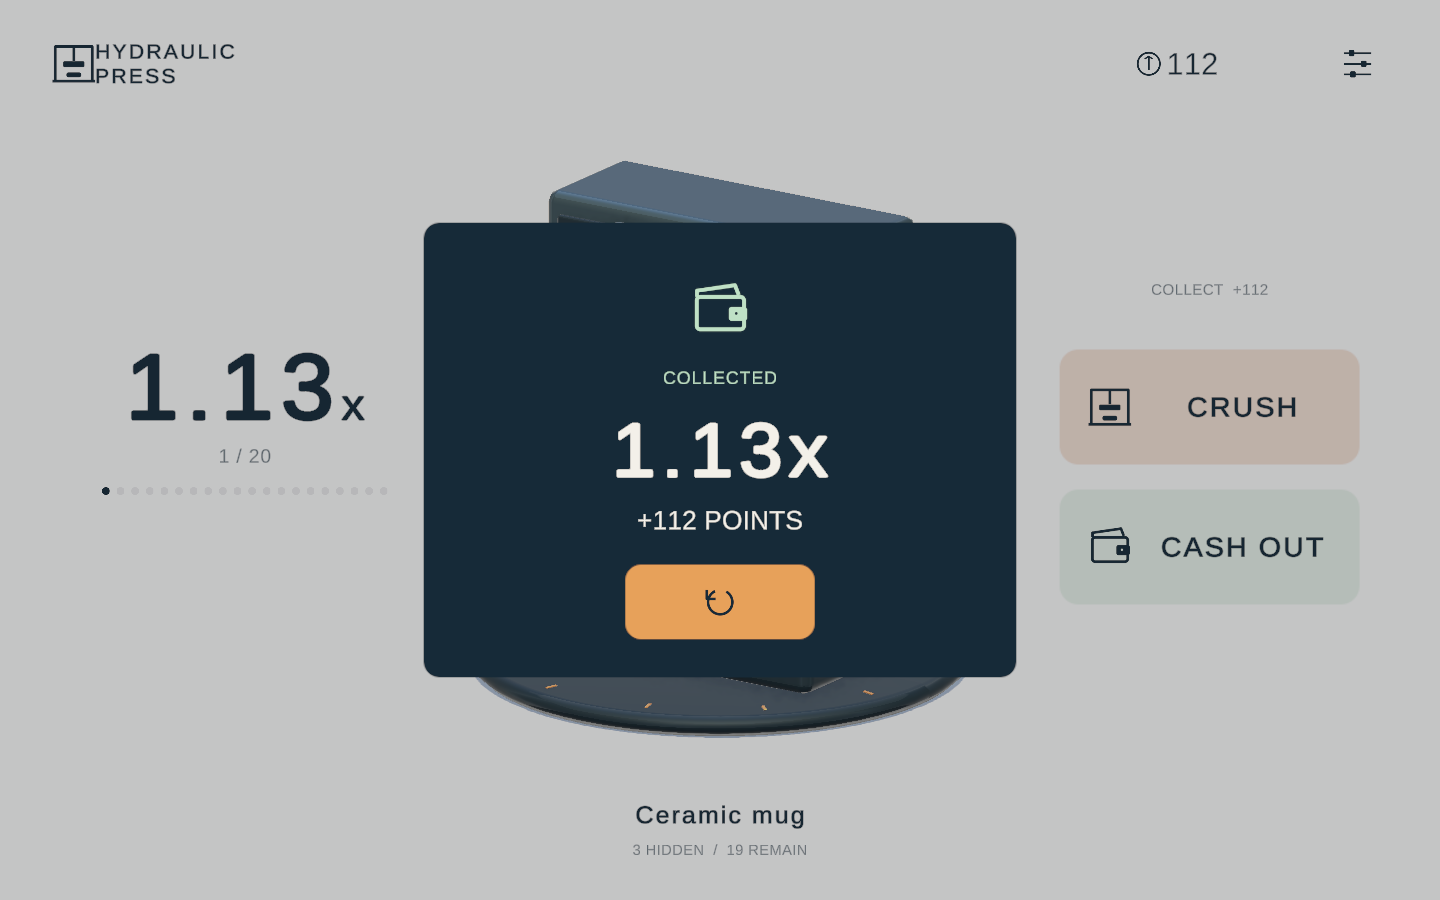 HYDRAULIC
PRESS
112
1.13x
1 / 20
COLLECTED
1.13x
+112 POINTS
COLLECT +112
CRUSH
CASH OUT
Ceramic mug
3 HIDDEN / 19 REMAIN